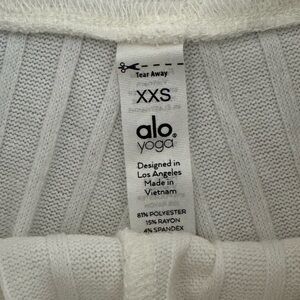 Tear Away
XXS
alo®
yoga
Designed in
Los Angeles
Made in
Vietnam
81% POLYESTER
15% RAYON
4% SPANDEX